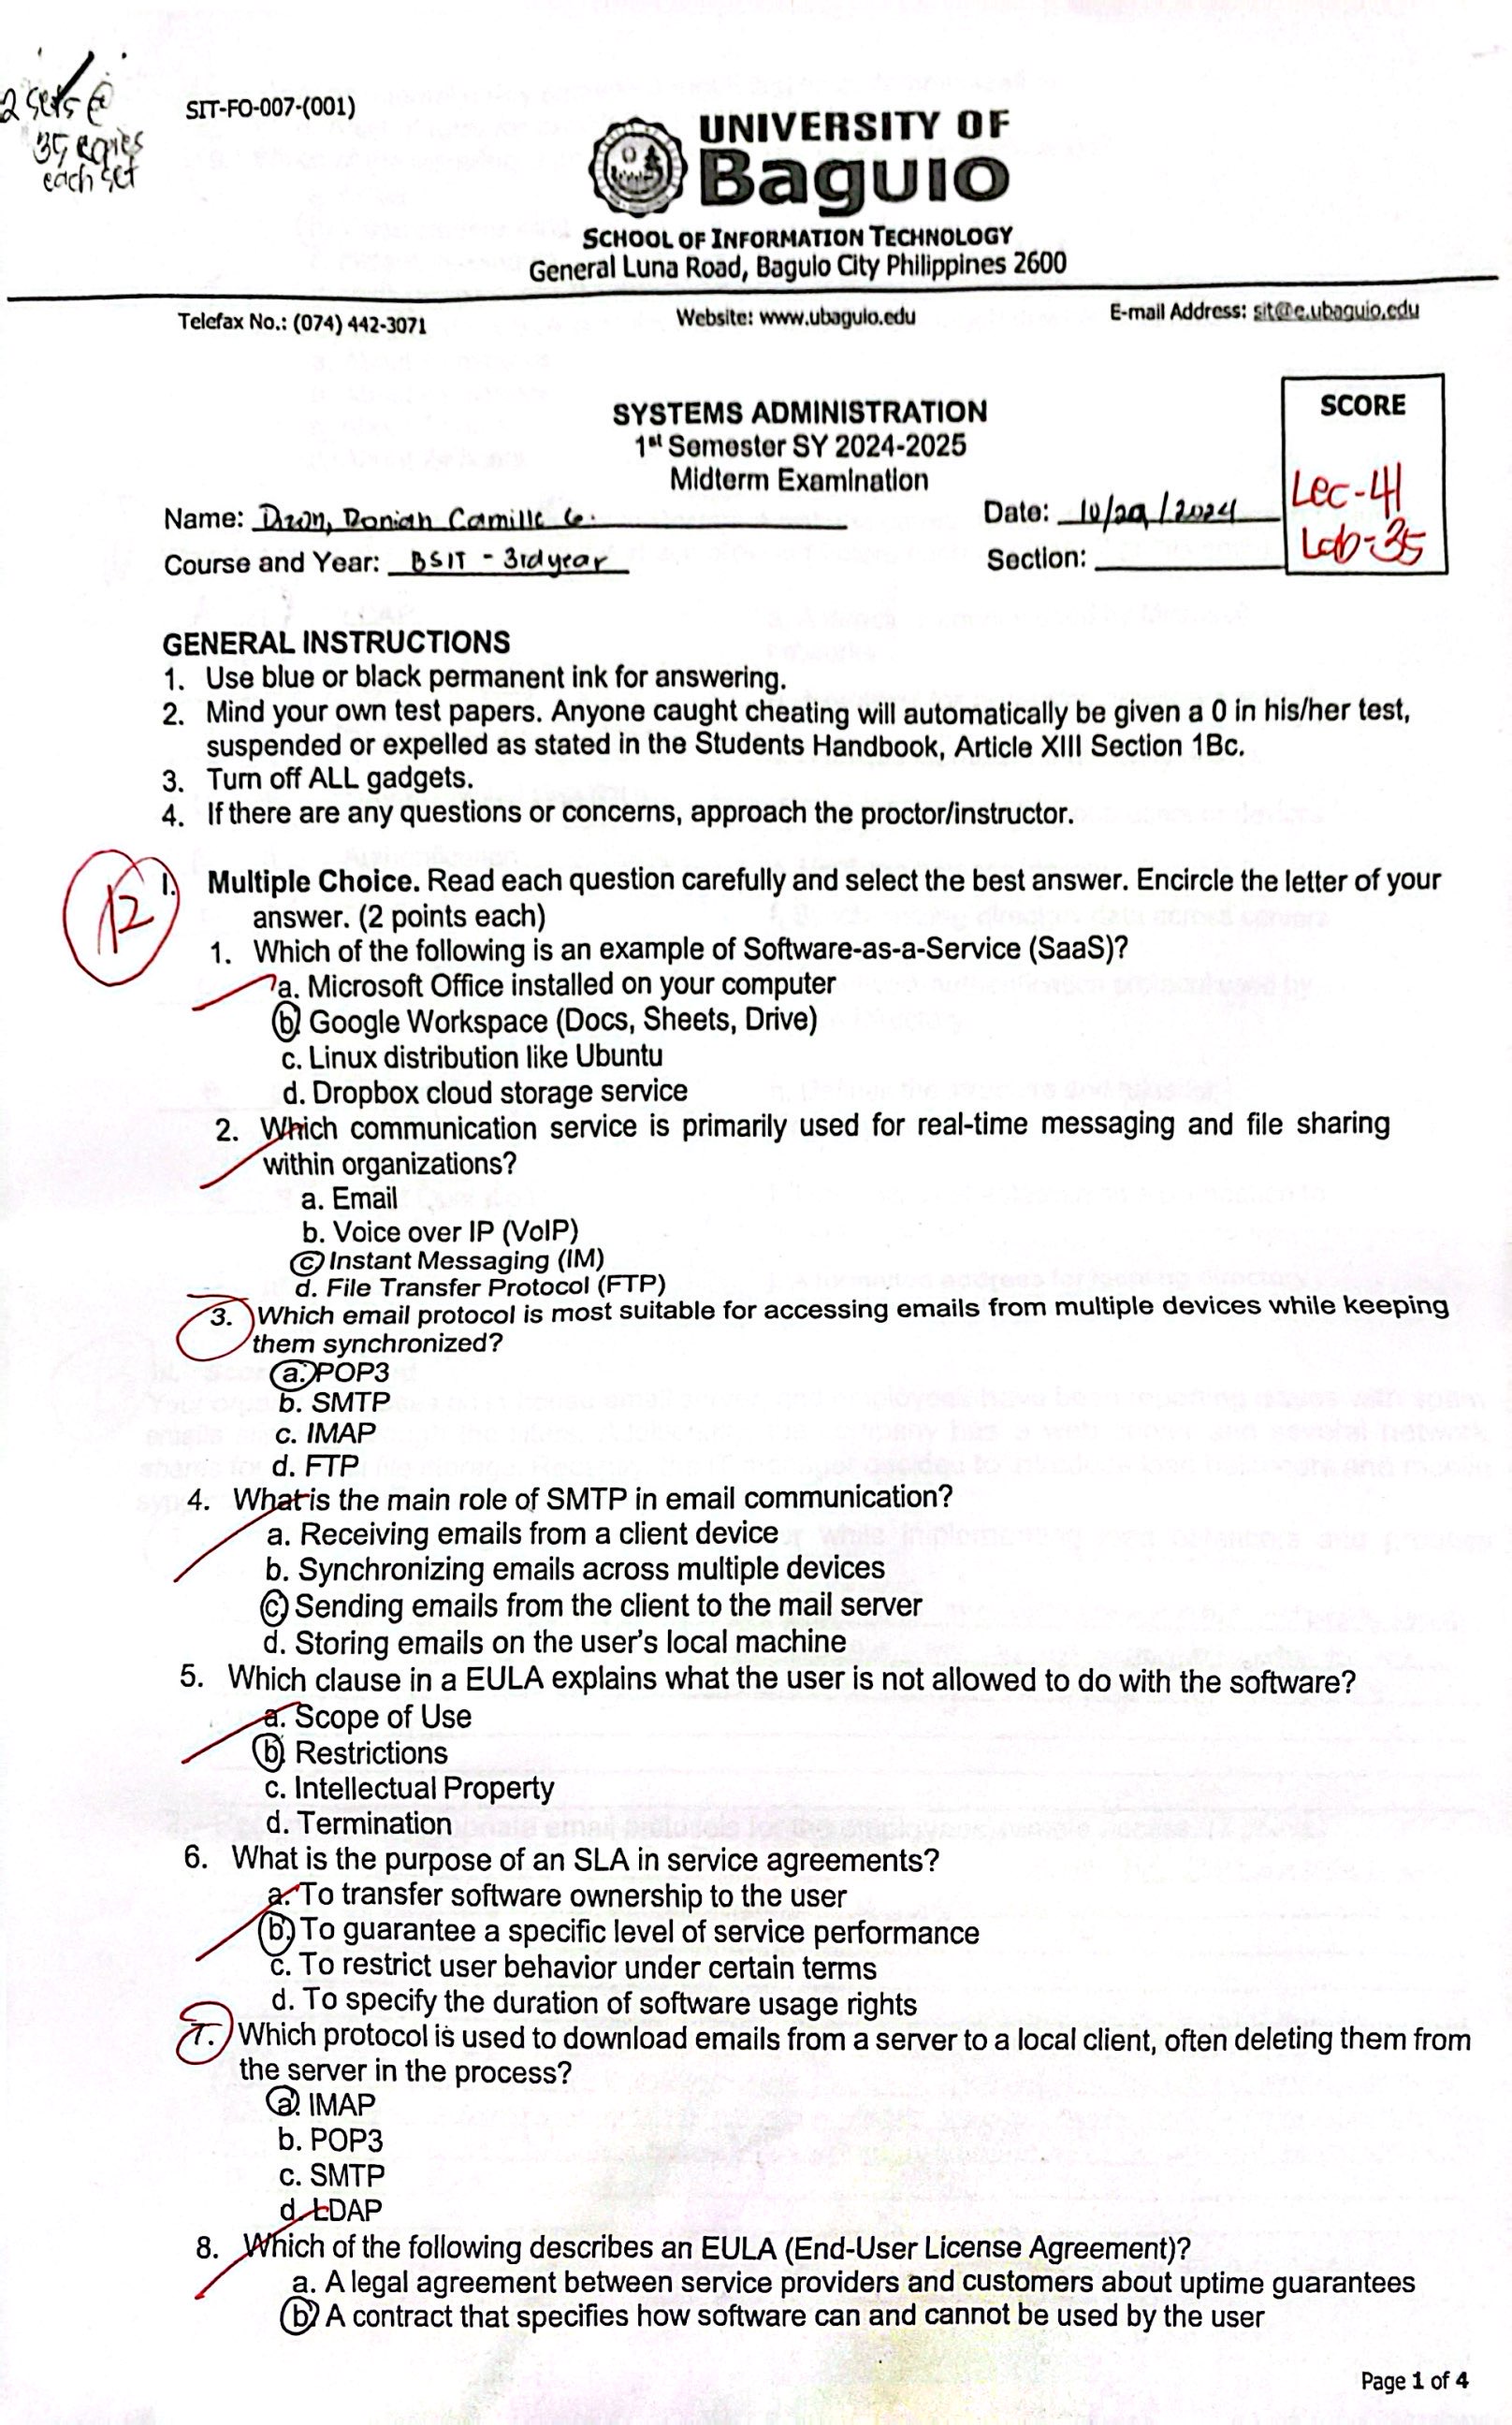 2 sets @
35 copies
each set
SIT-FO-007-(001)
UNIVERSITY OF
Baguio
SCHOOL OF INFORMATION TECHNOLOGY
General Luna Road, Baguio City Philippines 2600
Telefax No.: (074) 442-3071 Website: www.ubaguio.edu E-mail Address: sit@e.ubaguio.edu
SCORE
Lec-41
Lab-35
SYSTEMS ADMINISTRATION
1st Semester SY 2024-2025
Midterm Examination
Name: Camille G. Date: 10/29/2024
Course and Year: BSIT - 3rd year Section:
GENERAL INSTRUCTIONS
1. Use blue or black permanent ink for answering.
2. Mind your own test papers. Anyone caught cheating will automatically be given a 0 in his/her test,
suspended or expelled as stated in the Students Handbook, Article XIII Section 1Bc.
3. Turn off ALL gadgets.
4. If there are any questions or concerns, approach the proctor/instructor.
12
I. Multiple Choice. Read each question carefully and select the best answer. Encircle the letter of your
answer. (2 points each)
1. Which of the following is an example of Software-as-a-Service (SaaS)?
a. Microsoft Office installed on your computer
b. Google Workspace (Docs, Sheets, Drive)
c. Linux distribution like Ubuntu
d. Dropbox cloud storage service
2. Which communication service is primarily used for real-time messaging and file sharing
within organizations?
a. Email
b. Voice over IP (VoIP)
c. Instant Messaging (IM)
d. File Transfer Protocol (FTP)
3. Which email protocol is most suitable for accessing emails from multiple devices while keeping
them synchronized?
a. POP3
b. SMTP
c. IMAP
d. FTP
4. What is the main role of SMTP in email communication?
a. Receiving emails from a client device
b. Synchronizing emails across multiple devices
c. Sending emails from the client to the mail server
d. Storing emails on the user's local machine
5. Which clause in a EULA explains what the user is not allowed to do with the software?
a. Scope of Use
b. Restrictions
c. Intellectual Property
d. Termination
6. What is the purpose of an SLA in service agreements?
a. To transfer software ownership to the user
b. To guarantee a specific level of service performance
c. To restrict user behavior under certain terms
d. To specify the duration of software usage rights
7. Which protocol is used to download emails from a server to a local client, often deleting them from
the server in the process?
a. IMAP
b. POP3
c. SMTP
d. LDAP
8. Which of the following describes an EULA (End-User License Agreement)?
a. A legal agreement between service providers and customers about uptime guarantees
b. A contract that specifies how software can and cannot be used by the user
Page 1 of 4